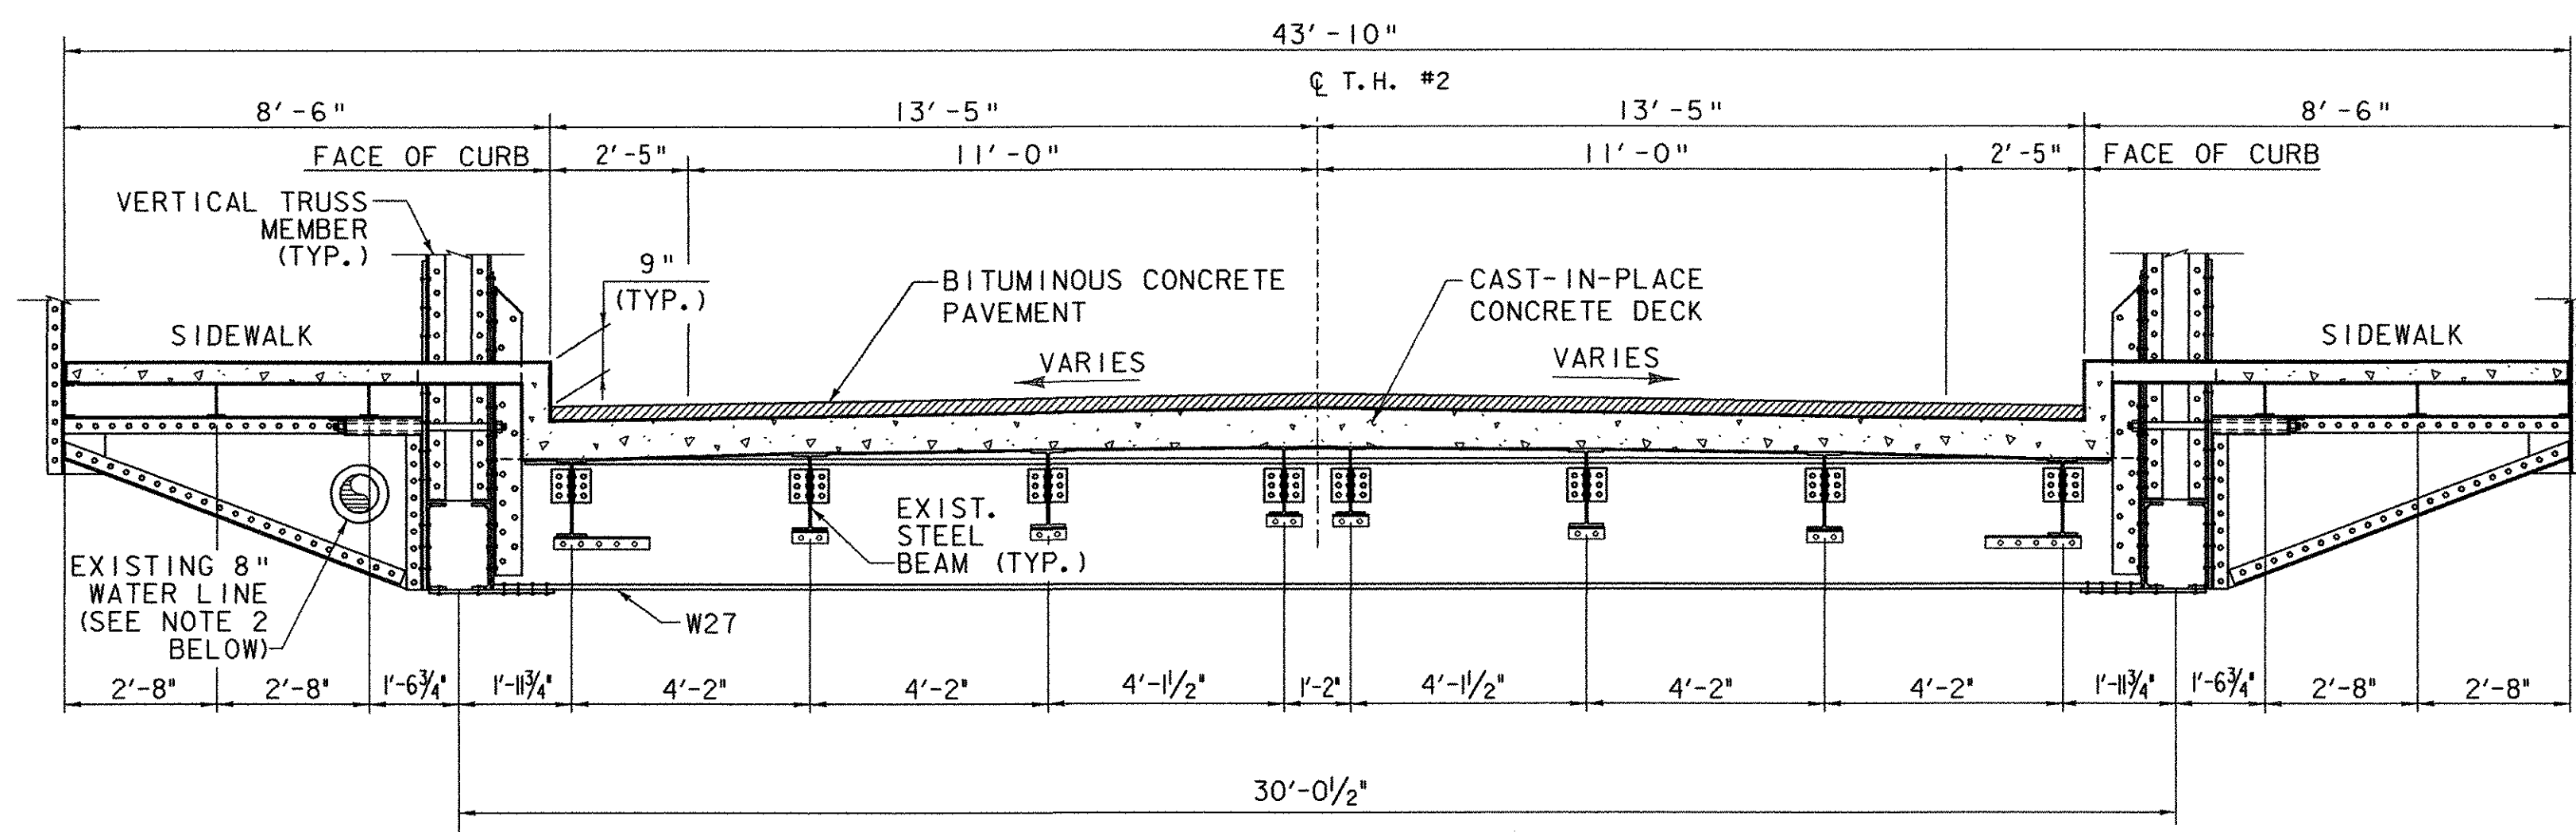 43'-10"
℄ T.H. #2
8'-6" 13'-5" 13'-5" 8'-6"
FACE OF CURB 2'-5" 11'-0" 11'-0" 2'-5" FACE OF CURB
VERTICAL TRUSS
MEMBER
(TYP.)
9"
(TYP.)
BITUMINOUS CONCRETE
PAVEMENT
CAST-IN-PLACE
CONCRETE DECK
SIDEWALK
VARIES
VARIES
SIDEWALK
EXIST.
STEEL
BEAM (TYP.)
EXISTING 8"
WATER LINE
(SEE NOTE 2
BELOW)
W27
2'-8" 2'-8" 1'-6¾" 1'-11¾" 4'-2" 4'-2" 4'-1½" 1'-2" 4'-1½" 4'-2" 4'-2" 1'-11¾" 1'-6¾" 2'-8" 2'-8"
30'-0½"